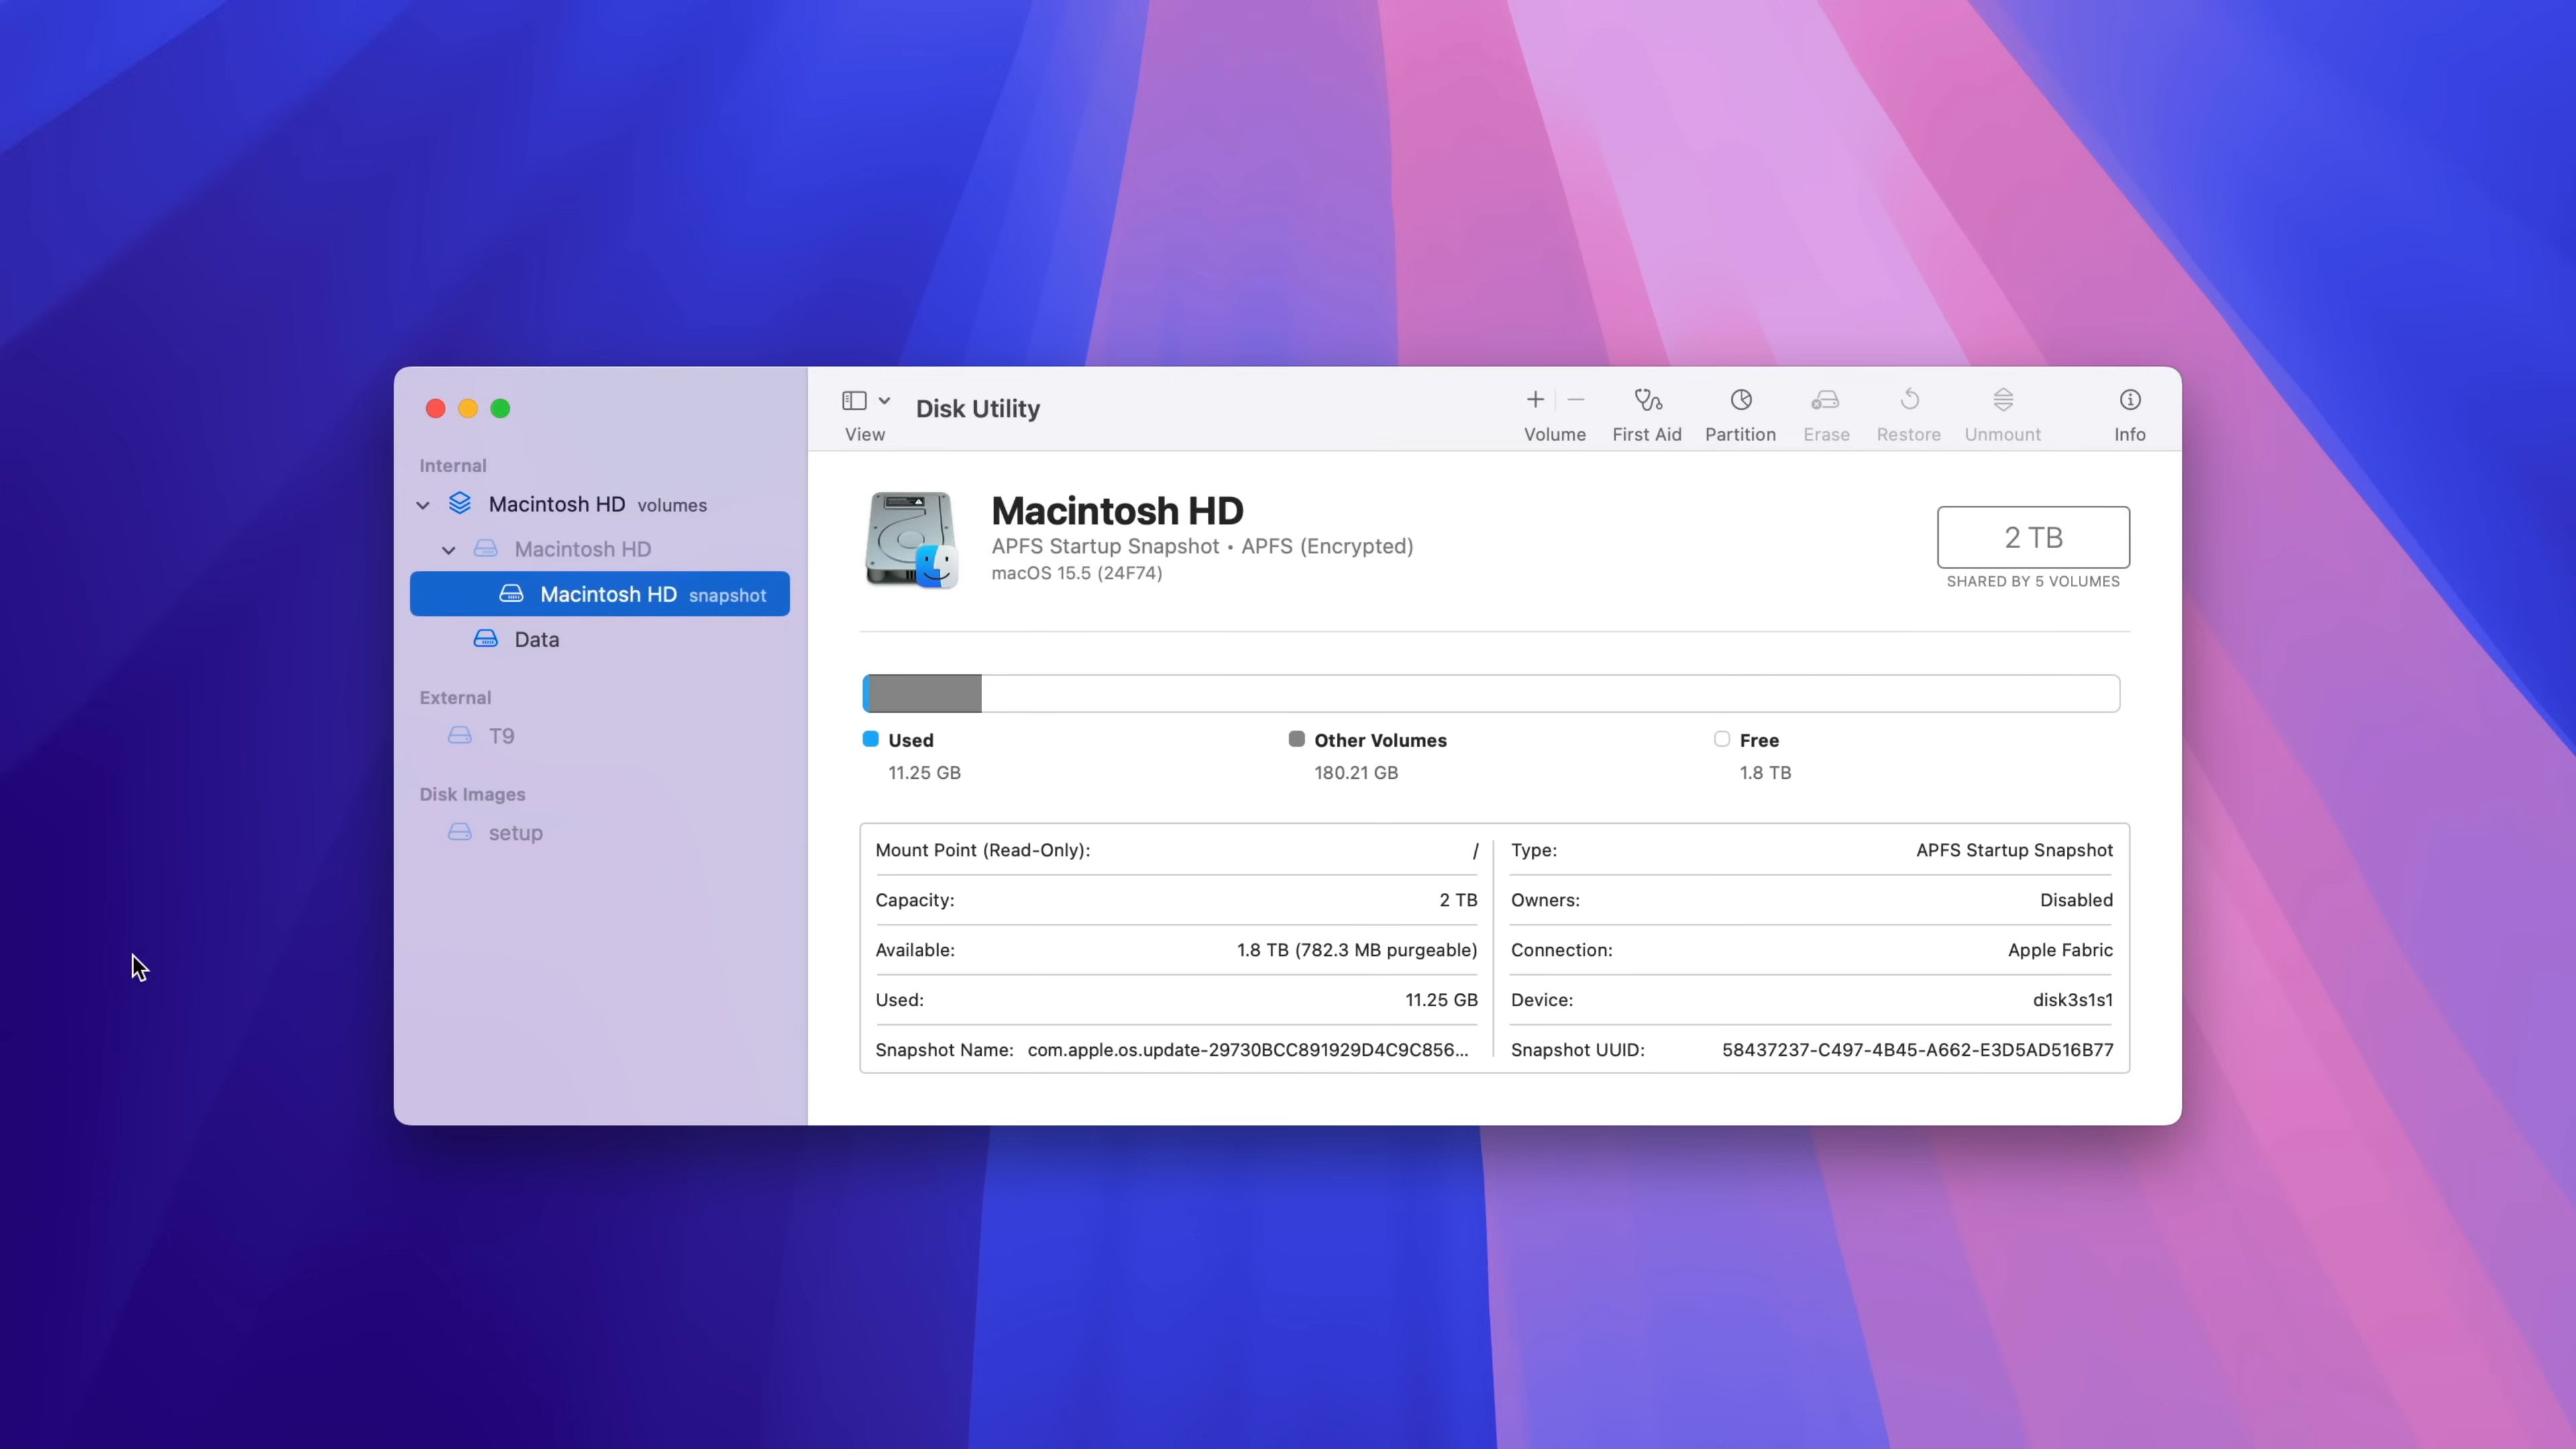 View
Disk Utility
Volume
First Aid
Partition
Erase
Restore
Unmount
Info
Internal
Macintosh HD volumes
Macintosh HD
Macintosh HD snapshot
Data
External
T9
Disk Images
setup
Macintosh HD
APFS Startup Snapshot • APFS (Encrypted)
macOS 15.5 (24F74)
2 TB
SHARED BY 5 VOLUMES
Used
11.25 GB
Other Volumes
180.21 GB
Free
1.8 TB
Mount Point (Read-Only): /
Capacity: 2 TB
Available: 1.8 TB (782.3 MB purgeable)
Used: 11.25 GB
Snapshot Name: com.apple.os.update-29730BCC891929D4C9C856...
Type: APFS Startup Snapshot
Owners: Disabled
Connection: Apple Fabric
Device: disk3s1s1
Snapshot UUID: 58437237-C497-4B45-A662-E3D5AD516B77